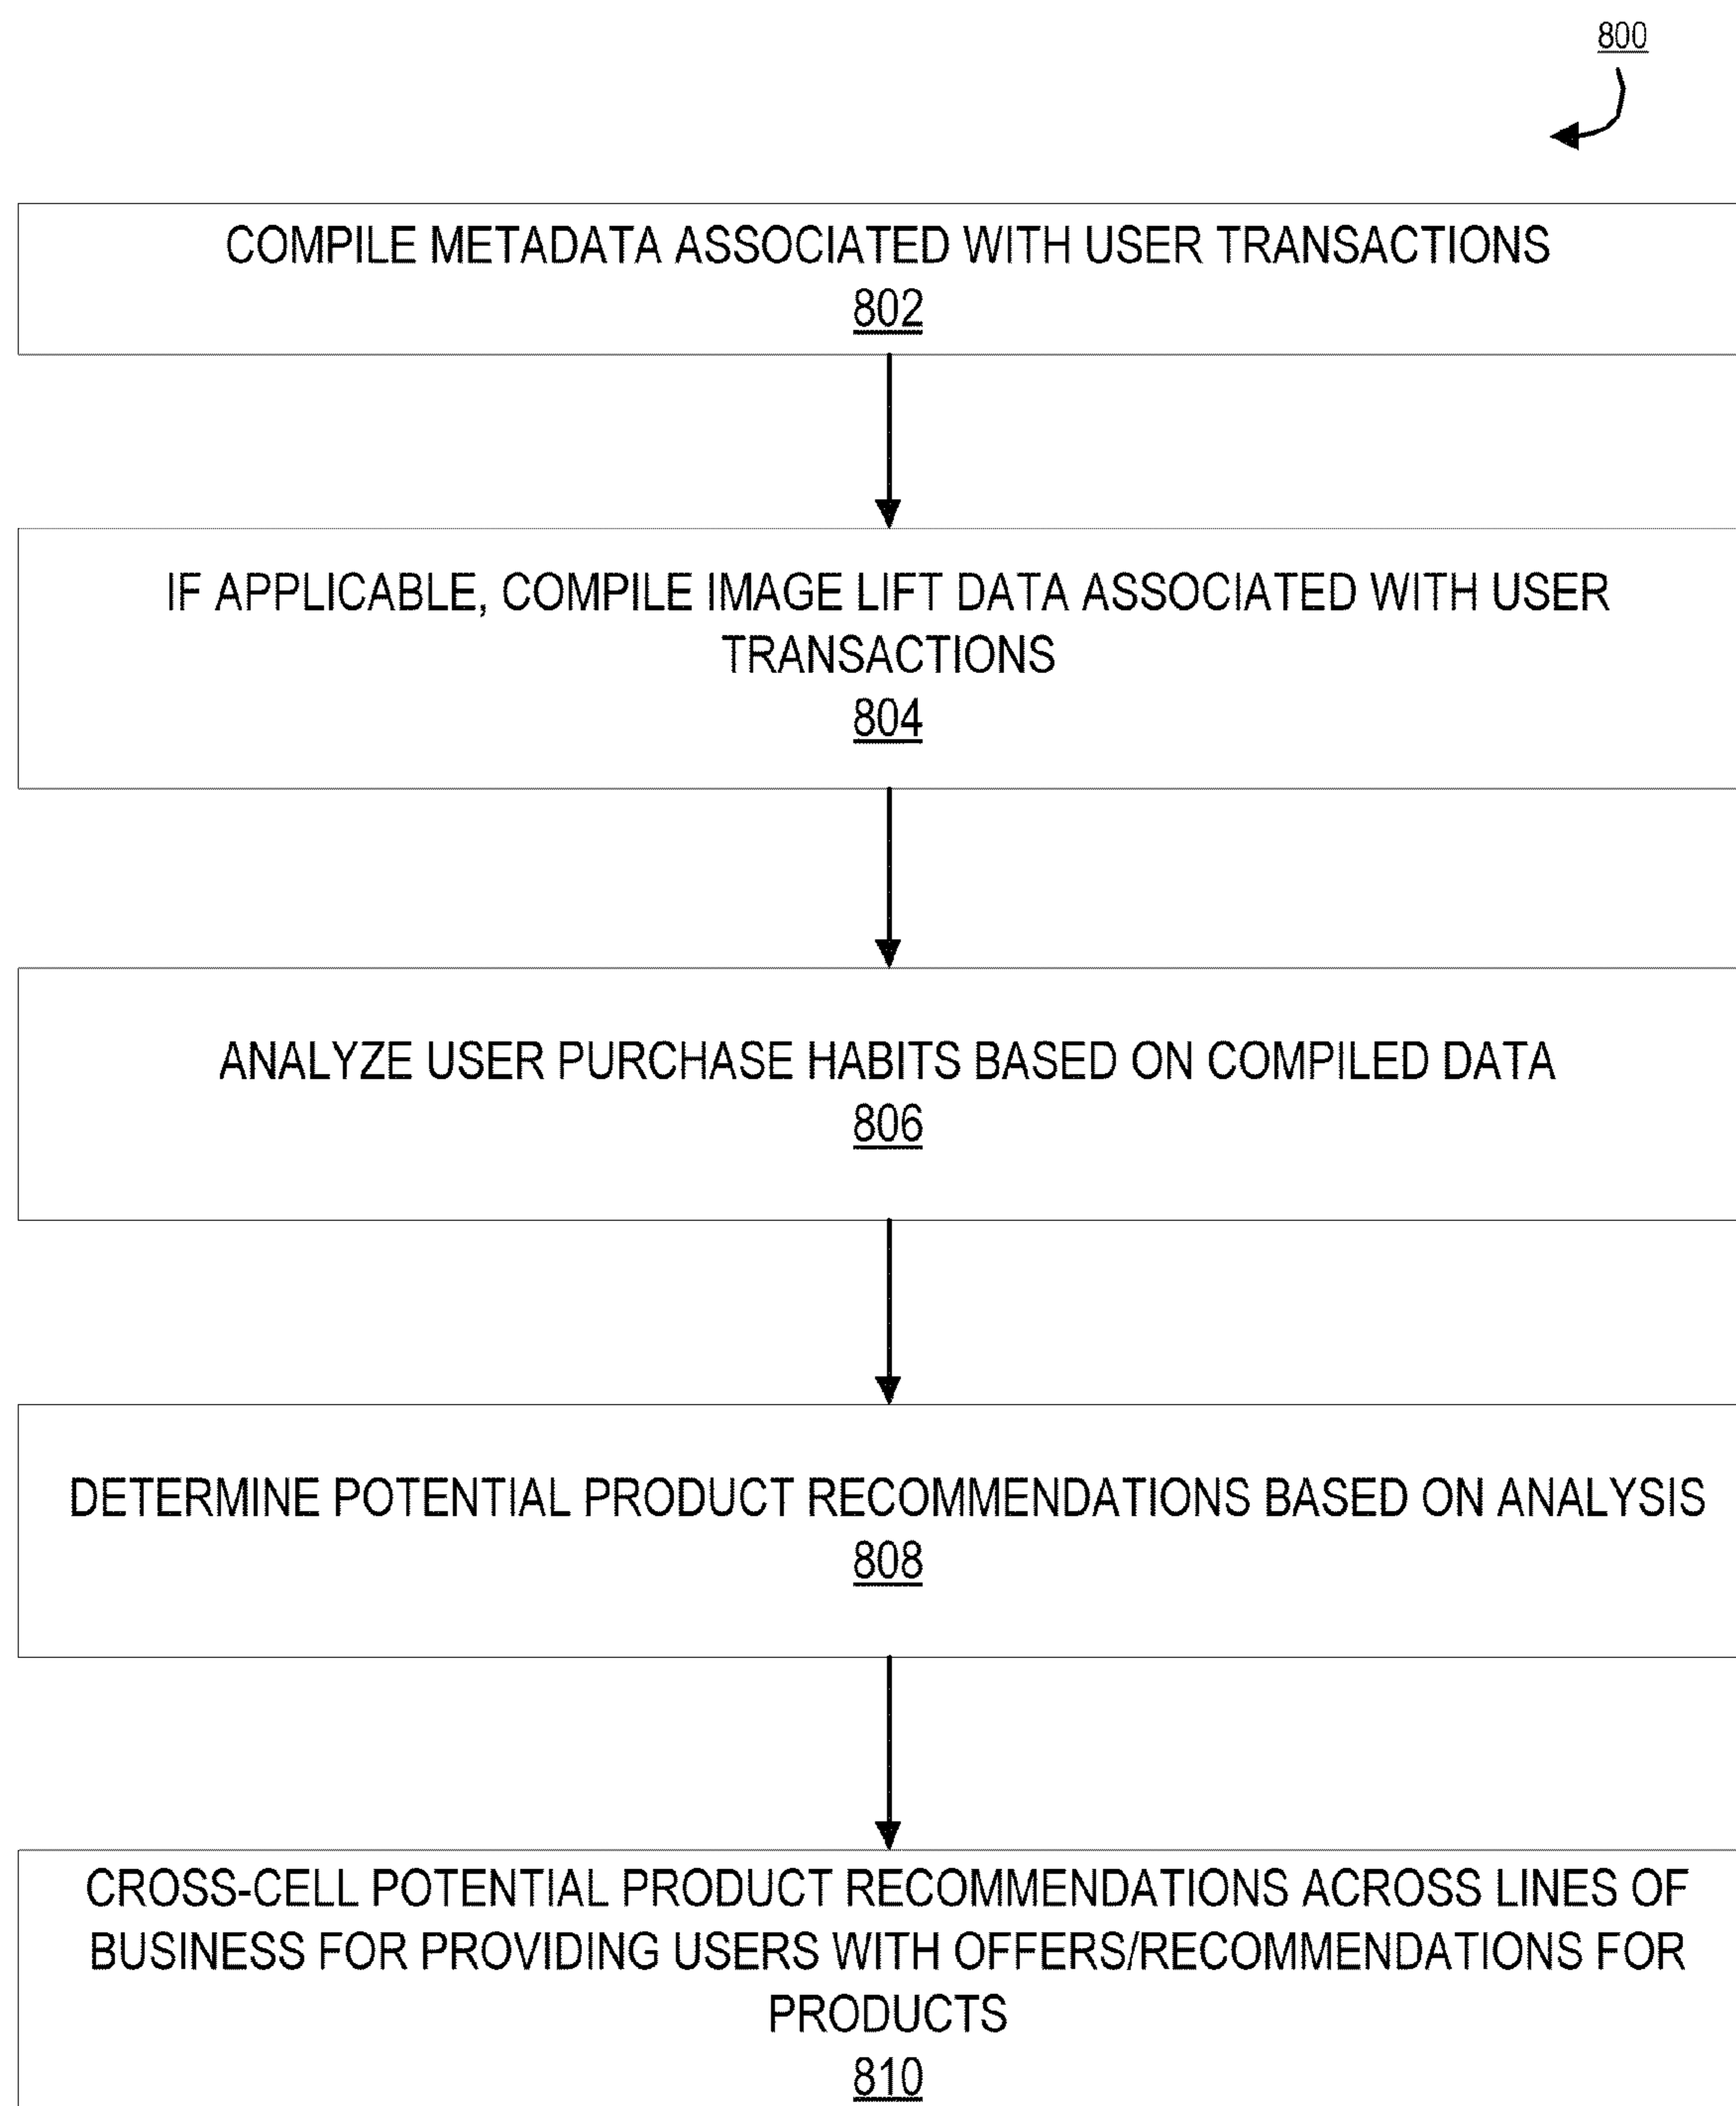 800
COMPILE METADATA ASSOCIATED WITH USER TRANSACTIONS
802
IF APPLICABLE, COMPILE IMAGE LIFT DATA ASSOCIATED WITH USER
TRANSACTIONS
804
ANALYZE USER PURCHASE HABITS BASED ON COMPILED DATA
806
DETERMINE POTENTIAL PRODUCT RECOMMENDATIONS BASED ON ANALYSIS
808
CROSS-CELL POTENTIAL PRODUCT RECOMMENDATIONS ACROSS LINES OF
BUSINESS FOR PROVIDING USERS WITH OFFERS/RECOMMENDATIONS FOR
PRODUCTS
810